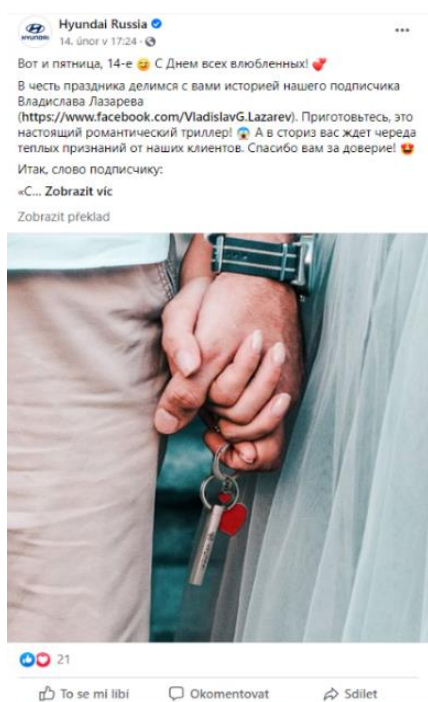 Hyundai Russia
14. únor v 17:24 ·
Вот и пятница, 14-е 😉 С Днем всех влюбленных! 💕
В честь праздника делимся с вами историей нашего подписчика
Владислава Лазарева
(https://www.facebook.com/VladislavG.Lazarev). Приготовьтесь, это
настоящий романтический триллер! 😱 А в сториз вас ждет череда
теплых признаний от наших клиентов. Спасибо вам за доверие! 😍
Итак, слово подписчику:
«С... Zobrazit víc
Zobrazit překlad
21
To se mi líbí
Okomentovat
Sdílet